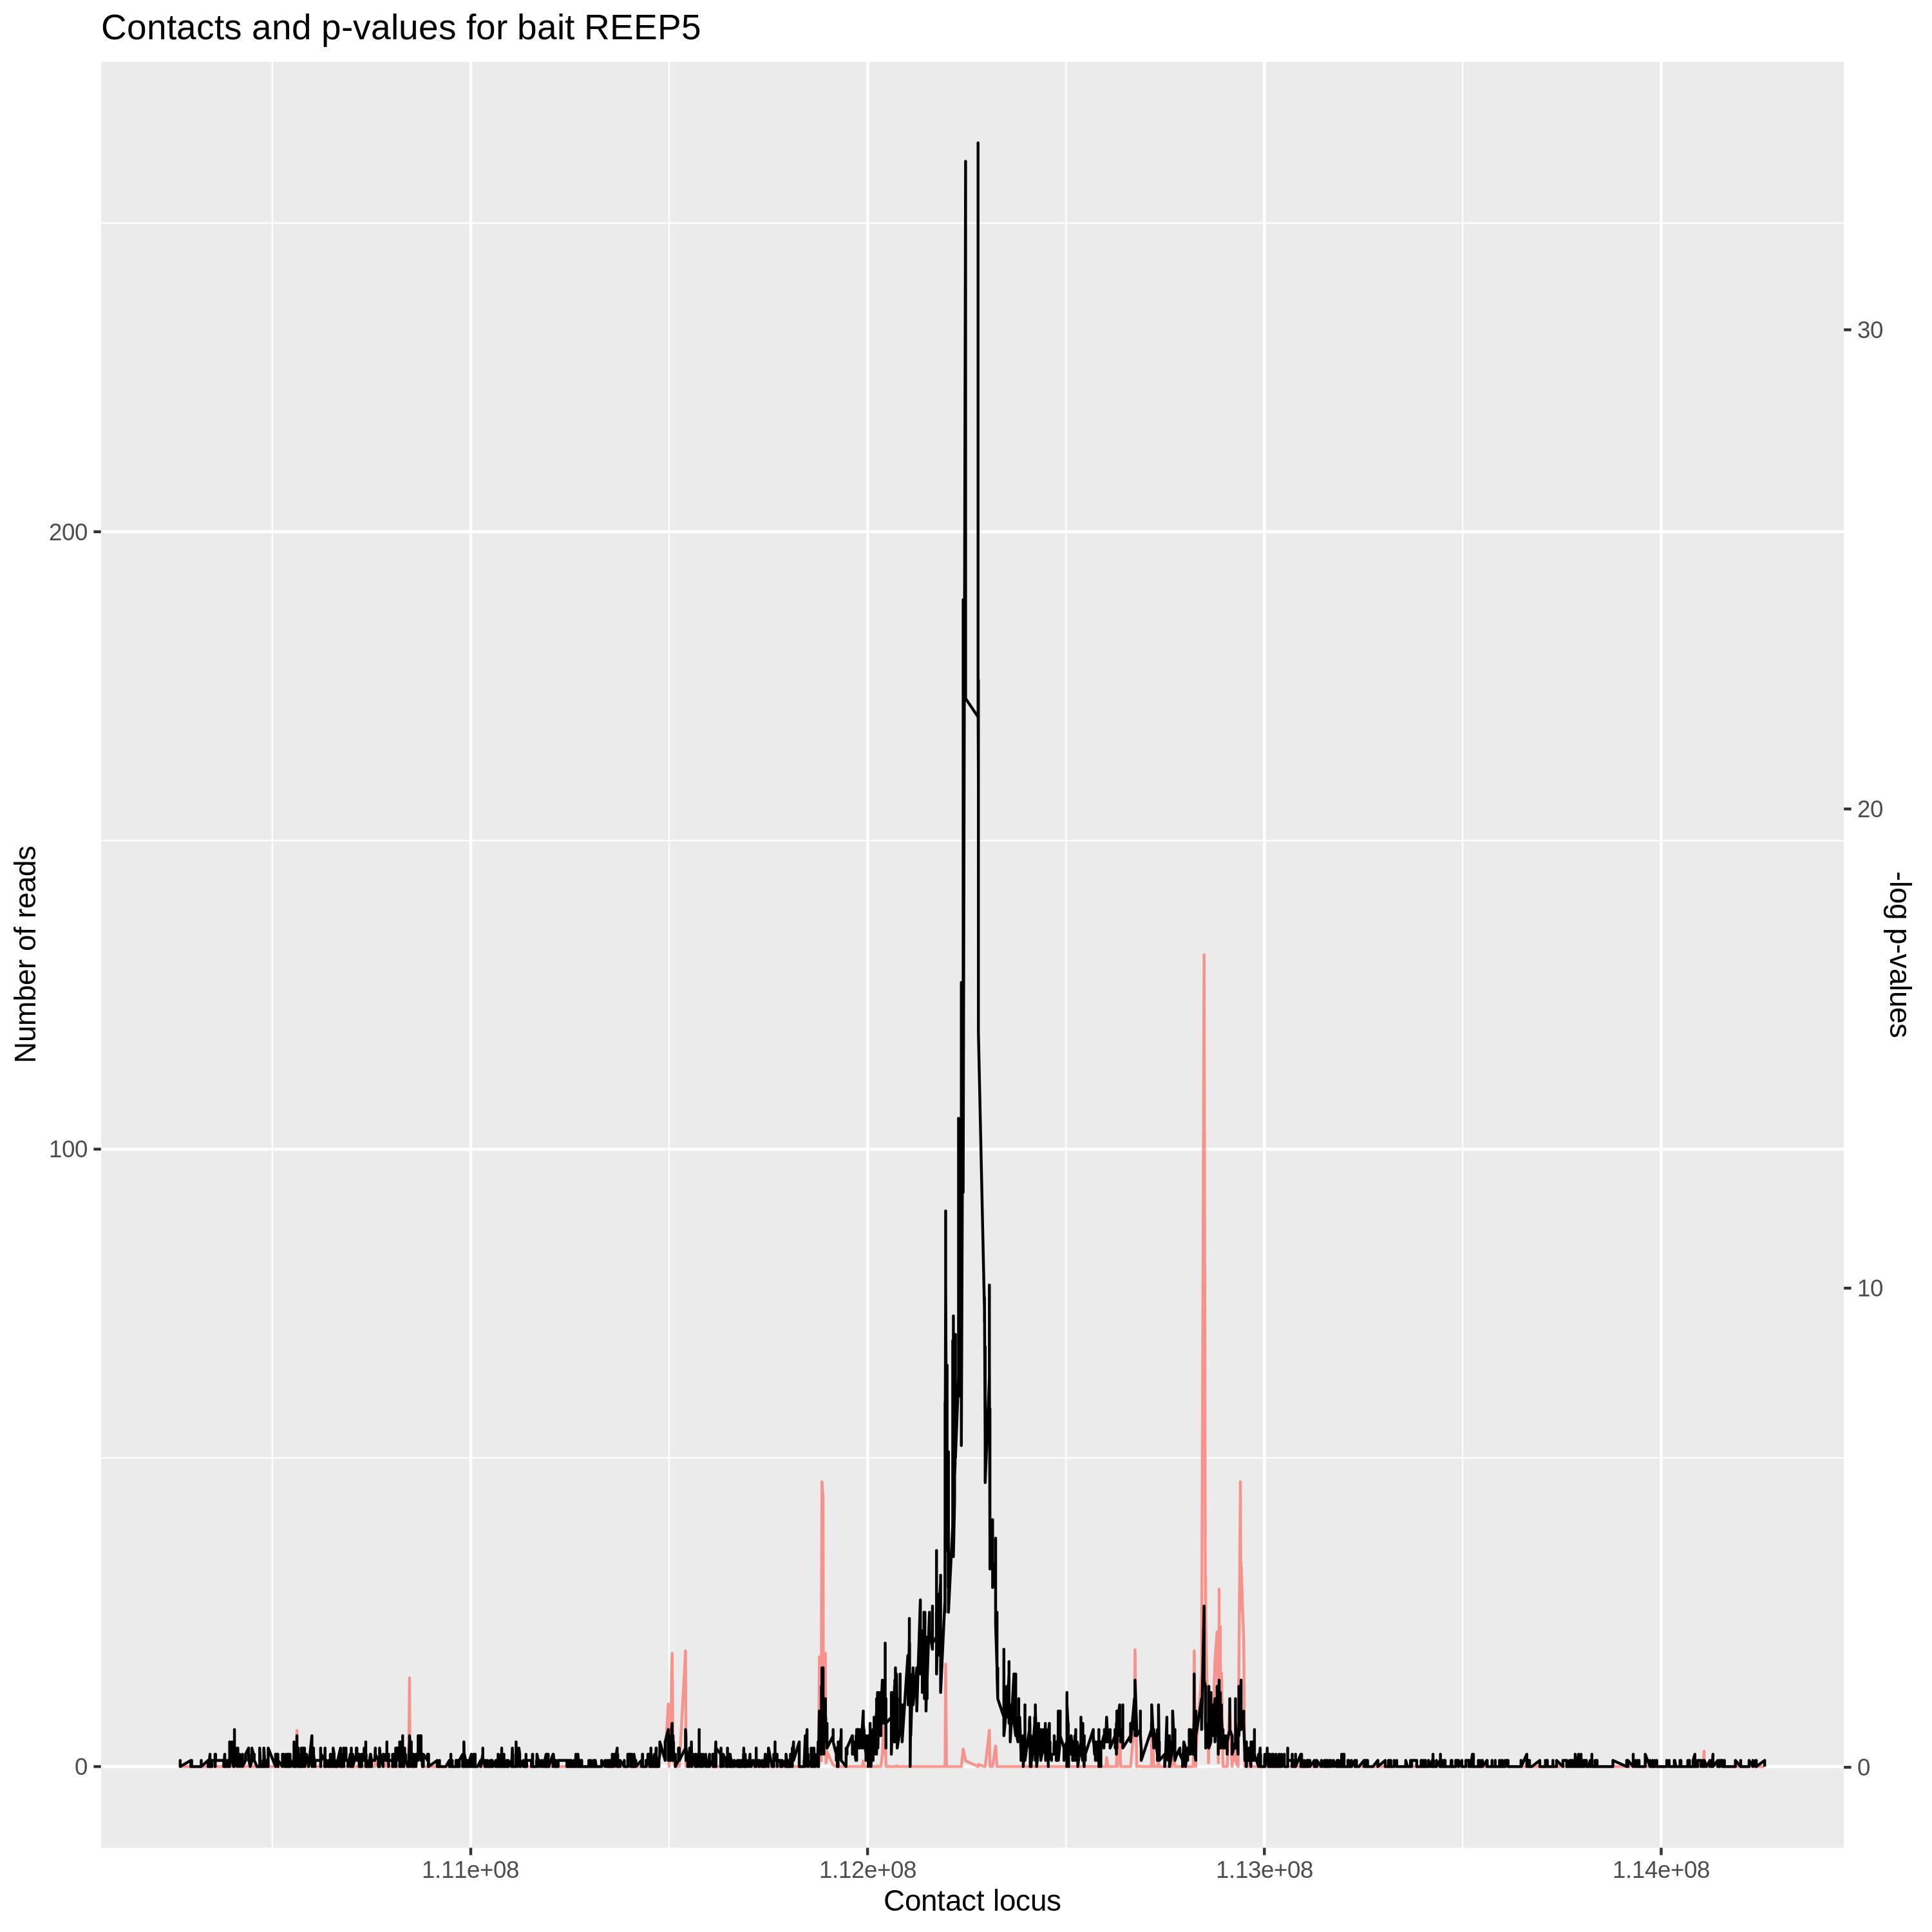 Contacts and p-values for bait REEP5
Number of reads
200
100
0
30
20
10
0
-log p-values
1.11e+08
1.12e+08
1.13e+08
1.14e+08
Contact locus